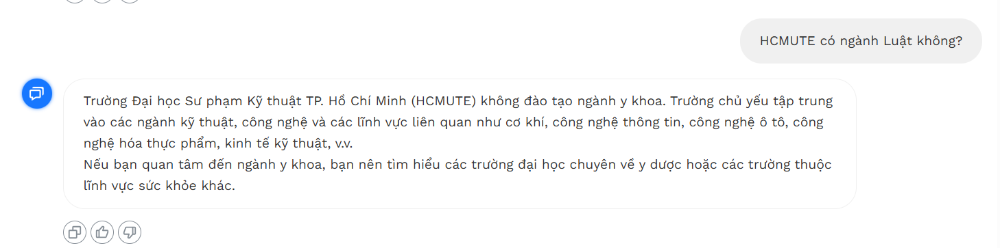 HCMUTE có ngành Luật không?
Trường Đại học Sư phạm Kỹ thuật TP. Hồ Chí Minh (HCMUTE) không đào tạo ngành y khoa. Trường chủ yếu tập trung
vào các ngành kỹ thuật, công nghệ và các lĩnh vực liên quan như cơ khí, công nghệ thông tin, công nghệ ô tô, công
nghệ hóa thực phẩm, kinh tế kỹ thuật, v.v.
Nếu bạn quan tâm đến ngành y khoa, bạn nên tìm hiểu các trường đại học chuyên về y dược hoặc các trường thuộc
lĩnh vực sức khỏe khác.